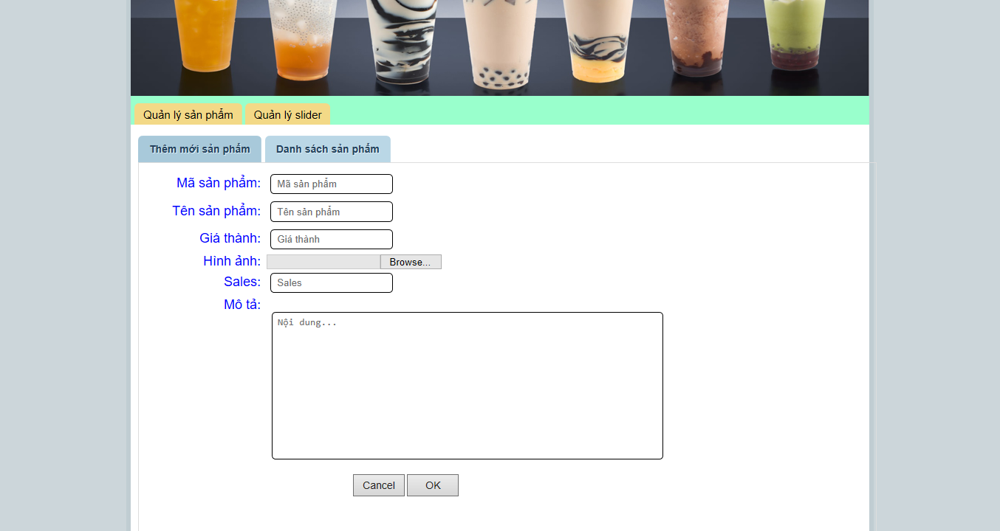 Quản lý sản phẩm Quản lý slider
Thêm mới sản phẩm Danh sách sản phẩm
Mã sản phẩm: Mã sản phẩm
Tên sản phẩm: Tên sản phẩm
Giá thành: Giá thành
Hình ảnh: Browse...
Sales: Sales
Mô tả:
Nội dung...
Cancel OK